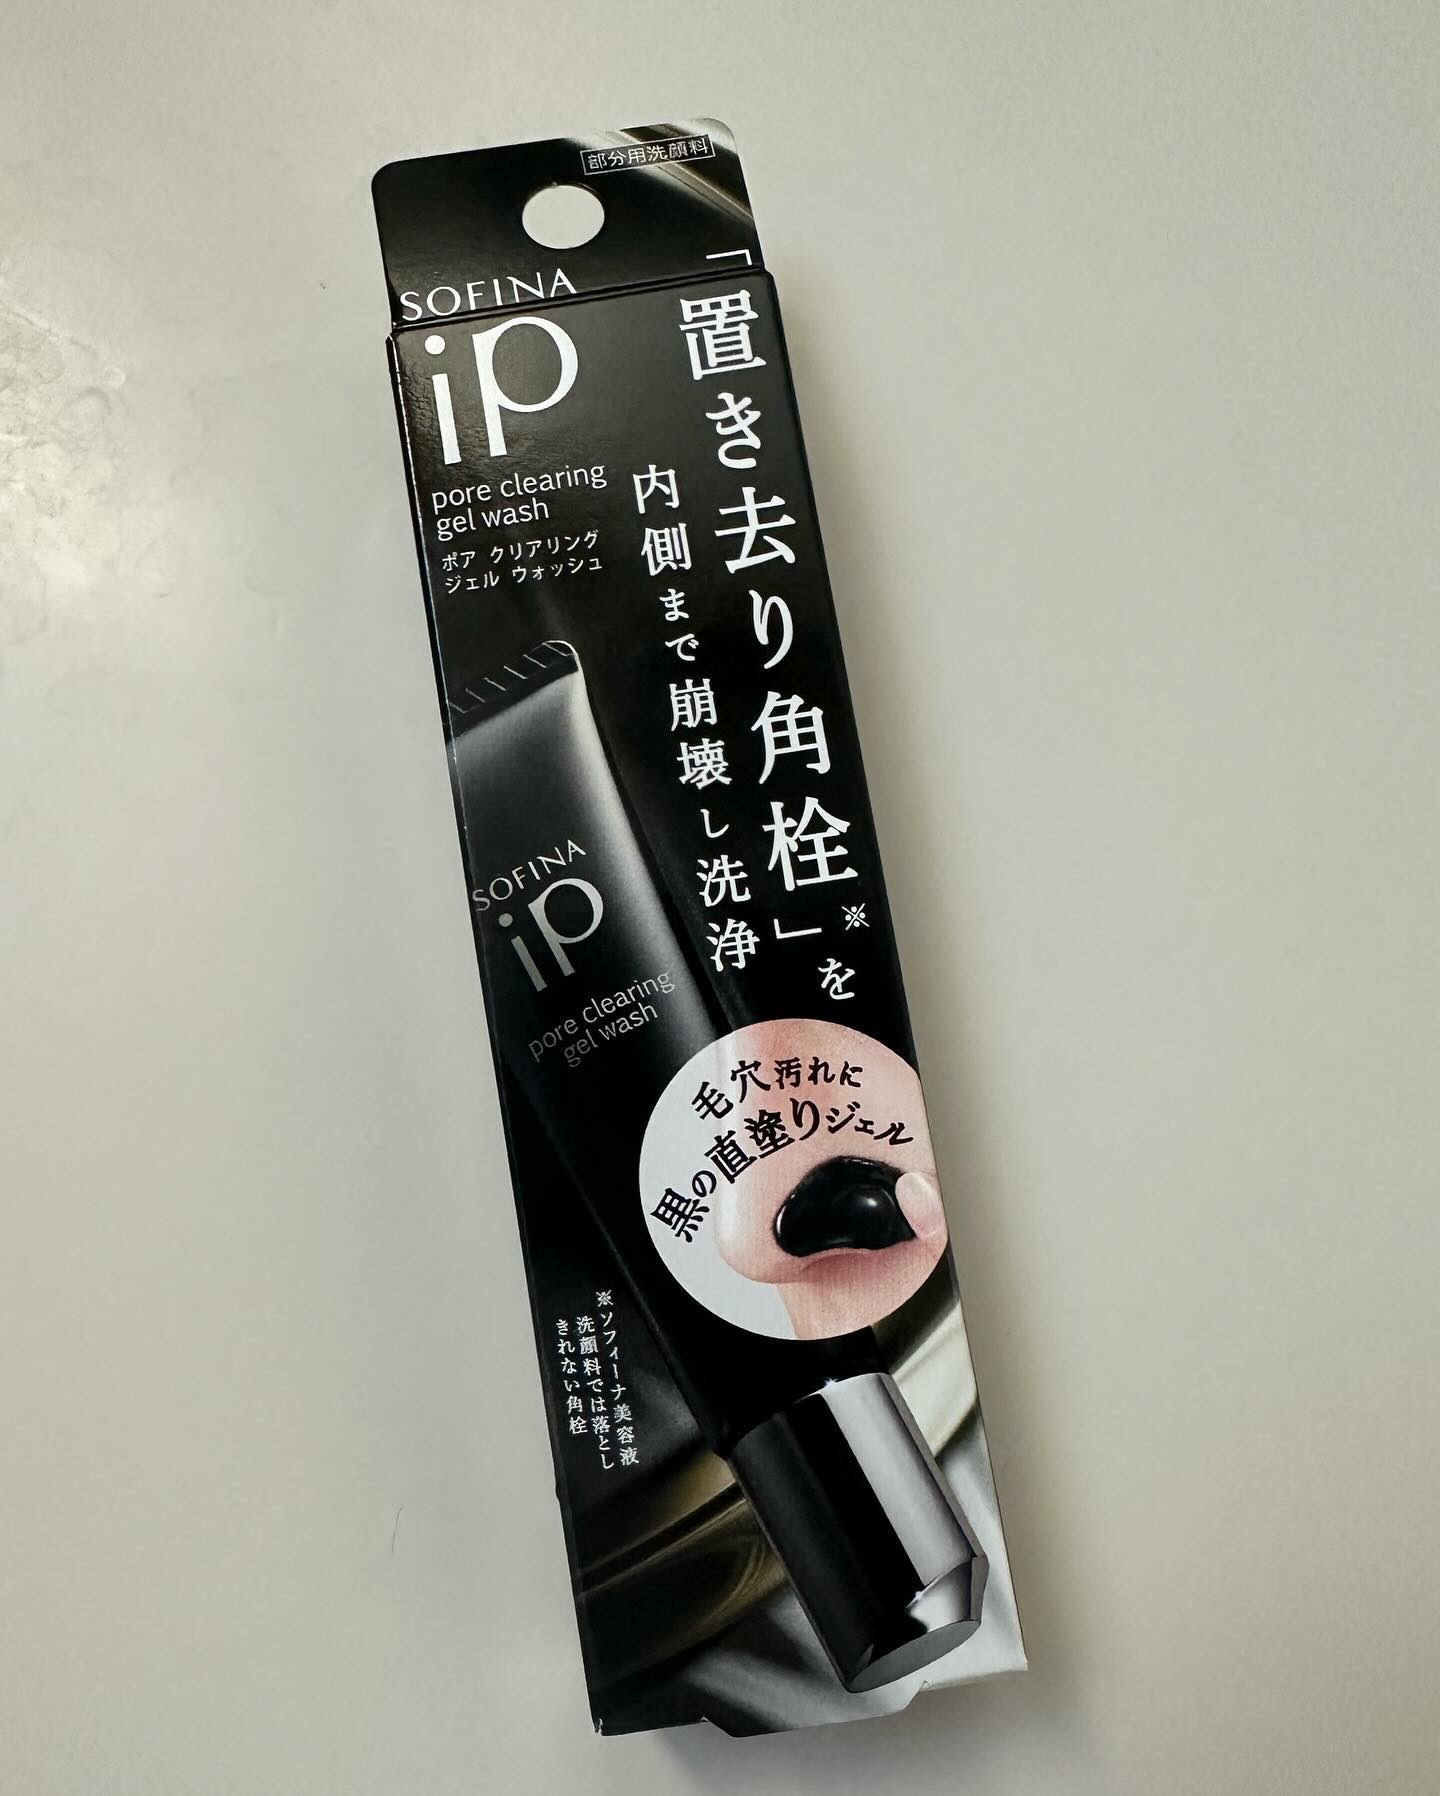 部分用洗顔料
SOFINA
ip
pore clearing
gel wash
ポア クリアリング
ジェル ウォッシュ
「置き去り角栓」※を
内側まで崩壊し洗浄
SOFINA
ip
pore clearing
gel wash
毛穴汚れに
黒の直塗りジェル
※ソフィーナ美容液
洗顔料では落とし
きれない角栓